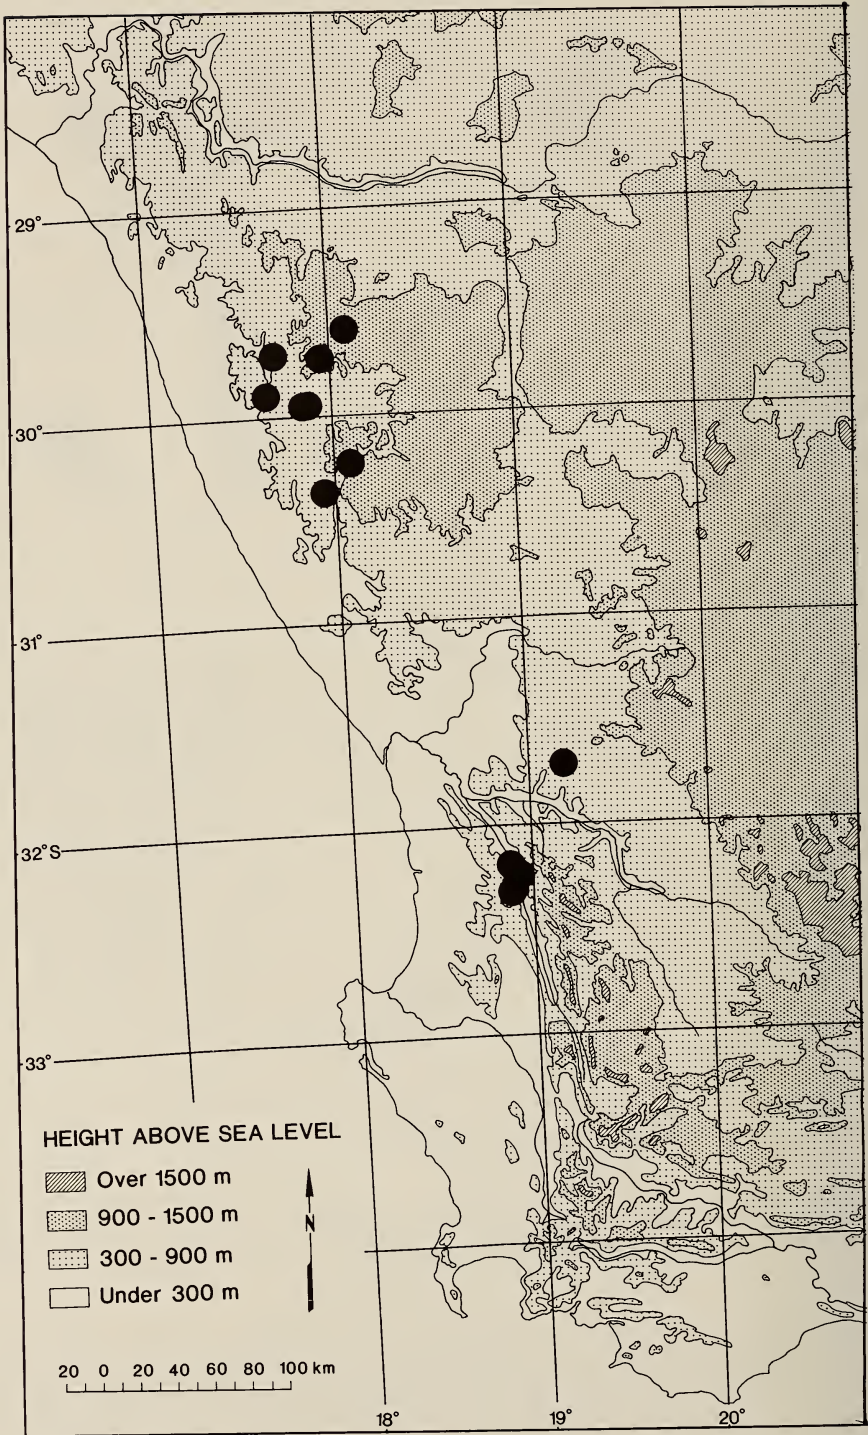 29°
30°
31°
32°S
33°
HEIGHT ABOVE SEA LEVEL
Over 1500 m
900 - 1500 m
300 - 900 m
Under 300 m
N
20 0 20 40 60 80 100 km
18° 19° 20°